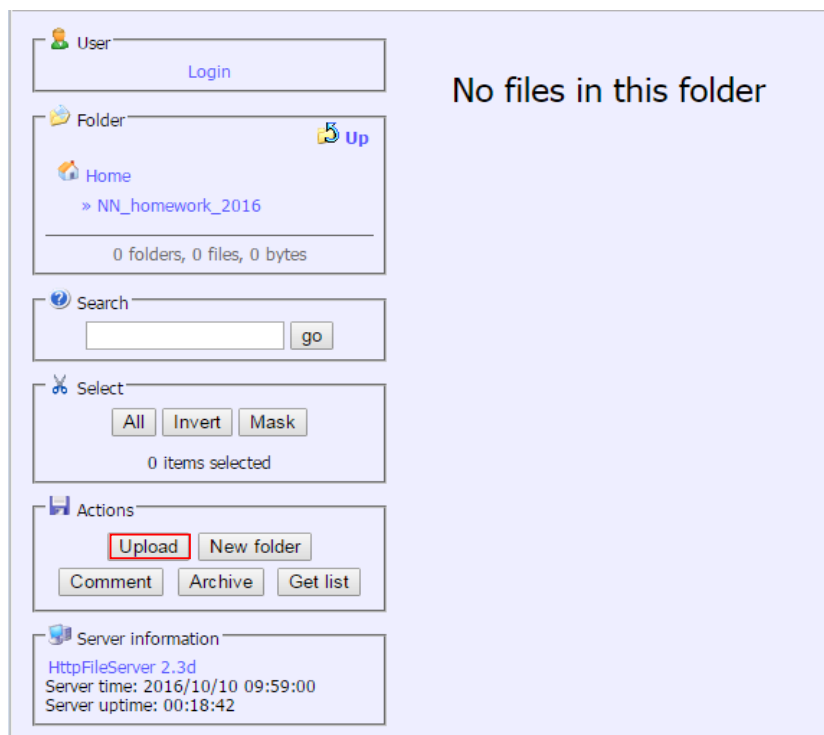 User
Login
No files in this folder
Folder
Up
Home
» NN_homework_2016
0 folders, 0 files, 0 bytes
Search
go
Select
All Invert Mask
0 items selected
Actions
Upload New folder
Comment Archive Get list
Server information
HttpFileServer 2.3d
Server time: 2016/10/10 09:59:00
Server uptime: 00:18:42